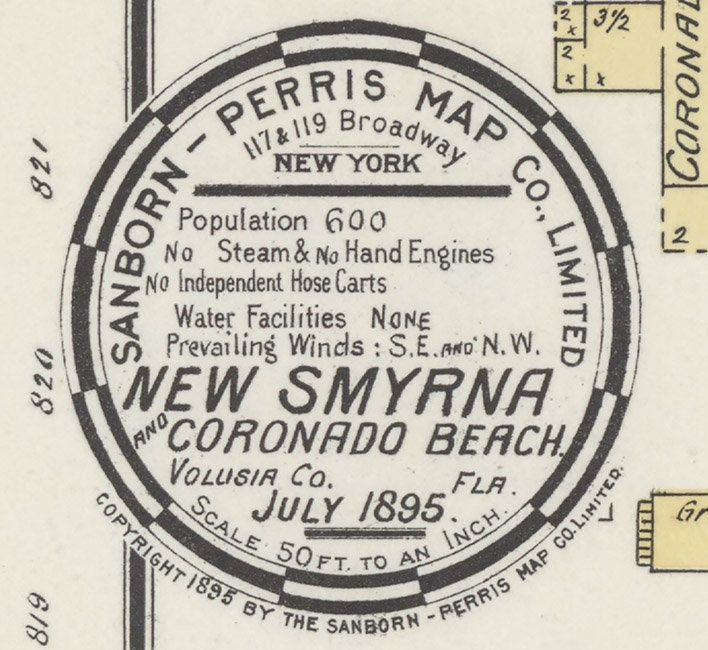 SANBORN - PERRIS MAP CO., LIMITED
117 & 119 Broadway
NEW YORK
Population 600
No Steam & No Hand Engines
No Independent Hose Carts
Water Facilities NONE
Prevailing Winds : S.E. AND N.W.
NEW SMYRNA
AND CORONADO BEACH.
VOLUSIA CO. FLA.
JULY 1895.
SCALE 50 FT. TO AN INCH.
COPYRIGHT 1895 BY THE SANBORN - PERRIS MAP CO. LIMITED.
821
820
819
2 3½
x
2
x x
CORONAD
2
Gr